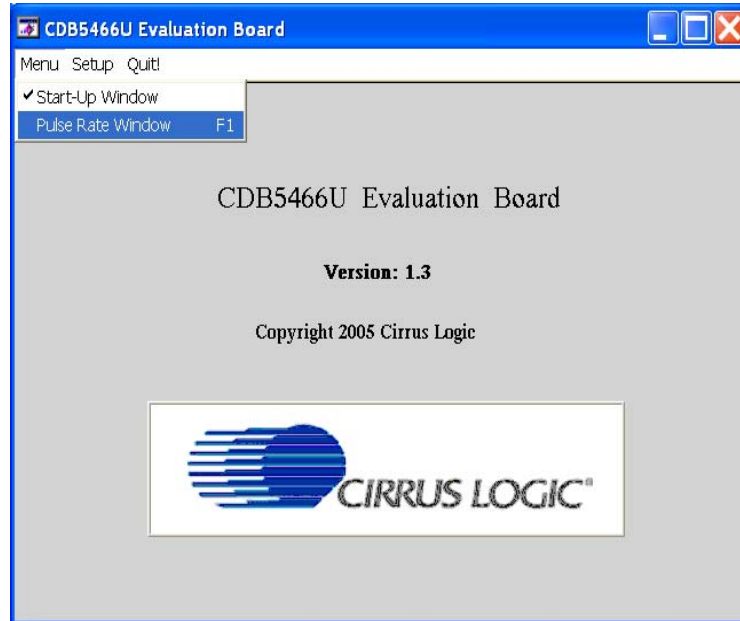 CDB5466U Evaluation Board
Menu Setup Quit!
✔Start-Up Window
Pulse Rate Window F1
CDB5466U Evaluation Board
Version: 1.3
Copyright 2005 Cirrus Logic
CIRRUS LOGIC®